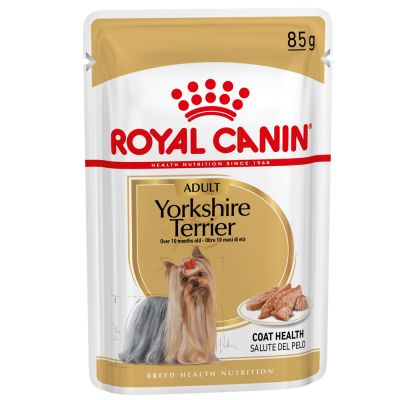 85g
ROYAL CANIN®
HEALTH NUTRITION SINCE 1968
ADULT
Yorkshire
Terrier
Over 10 months old - Oltre 10 mesi di età
COAT HEALTH
SALUTE DEL PELO
BREED HEALTH NUTRITION